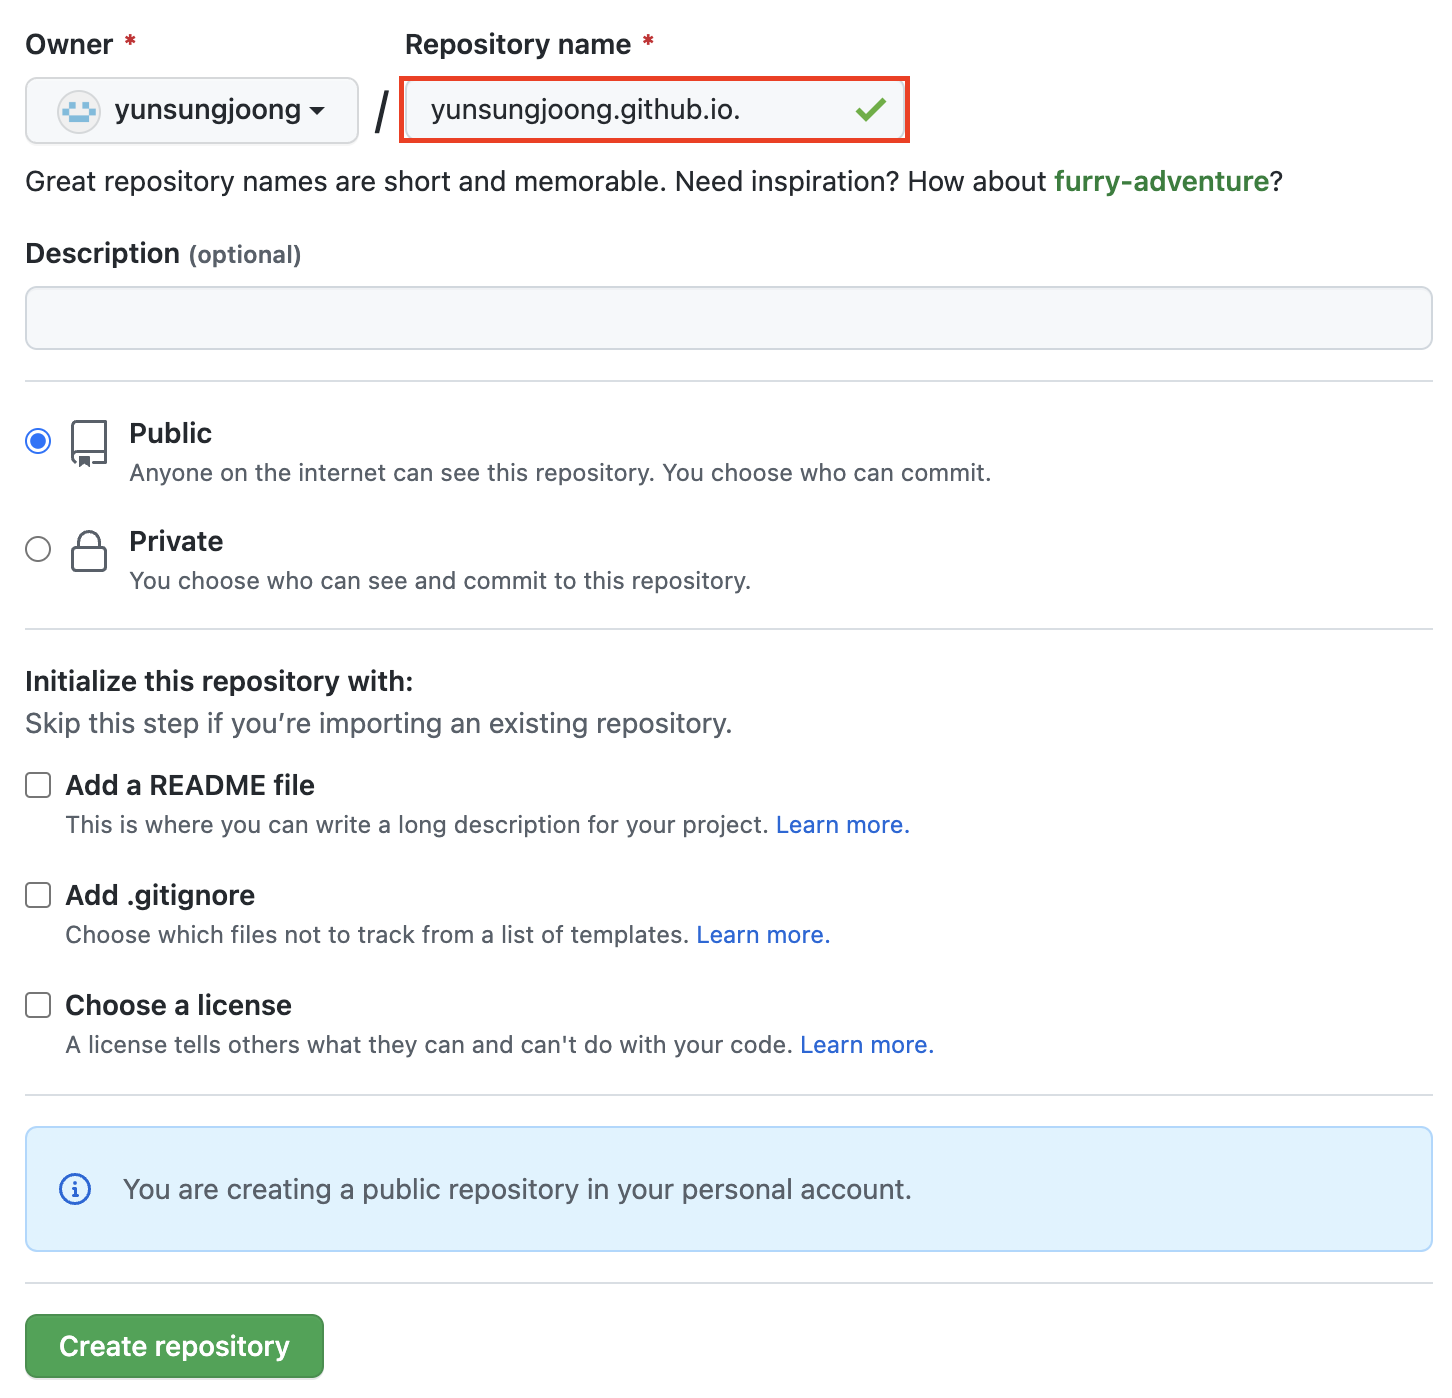 Owner * Repository name *
yunsungjoong / yunsungjoong.github.io.
Great repository names are short and memorable. Need inspiration? How about furry-adventure?
Description (optional)
Public
Anyone on the internet can see this repository. You choose who can commit.
Private
You choose who can see and commit to this repository.
Initialize this repository with:
Skip this step if you’re importing an existing repository.
Add a README file
This is where you can write a long description for your project. Learn more.
Add .gitignore
Choose which files not to track from a list of templates. Learn more.
Choose a license
A license tells others what they can and can't do with your code. Learn more.
You are creating a public repository in your personal account.
Create repository